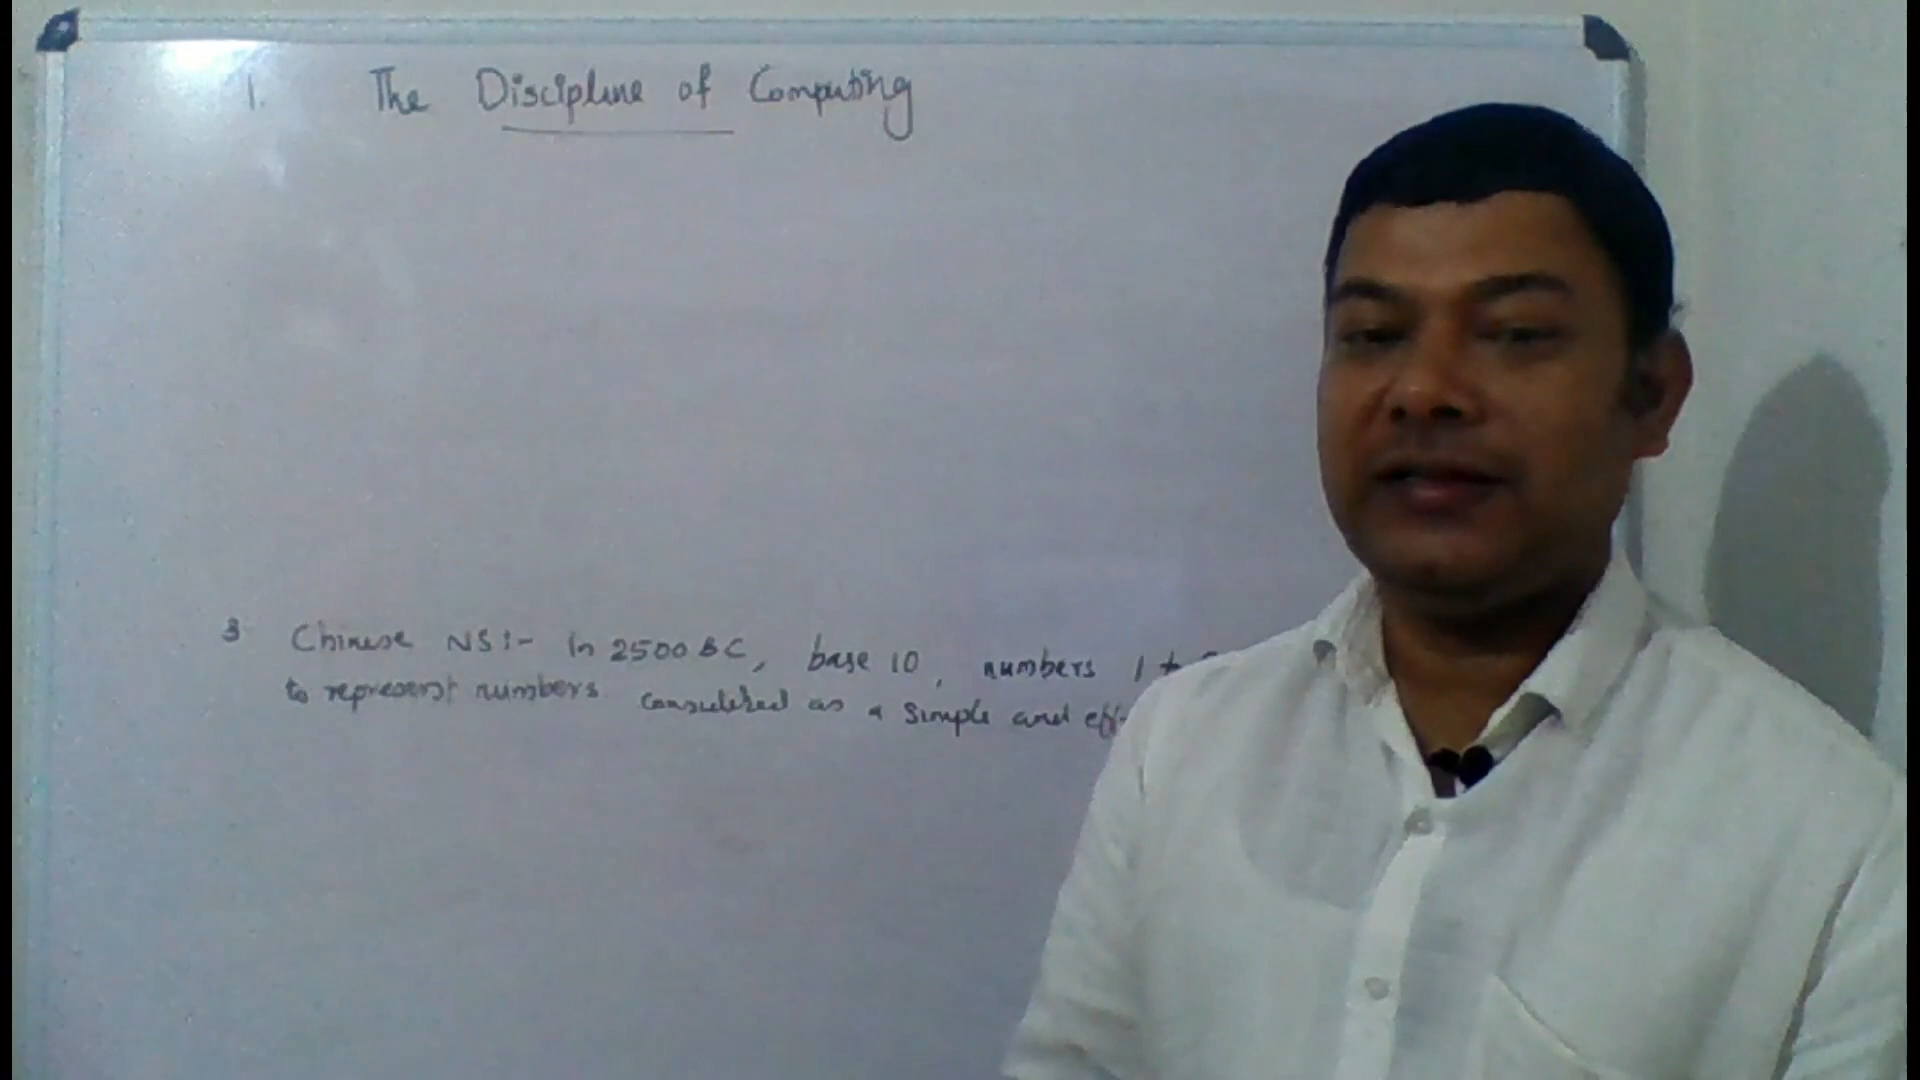 1. The Discipline of Computing
3 Chinese NS:- In 2500 BC, base 10, numbers 1
to represent numbers considered as a simple and eff